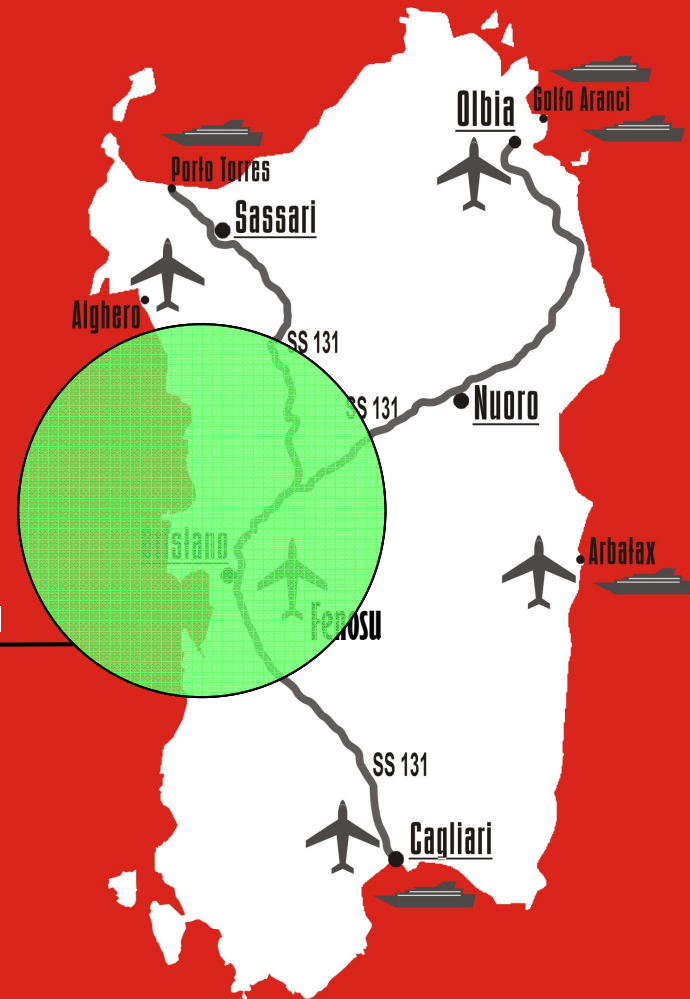 Golfo Aranci
Olbia
Porto Torres
Sassari
Alghero
SS 131
SS 131
Nuoro
Oristano
Arbatax
Fenosu
SS 131
Cagliari